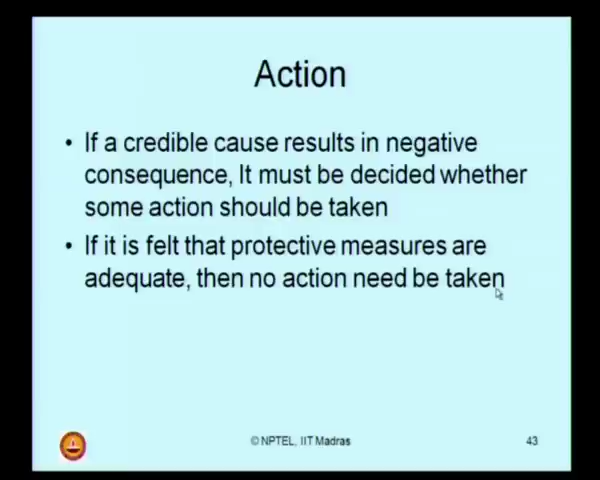 Action
• If a credible cause results in negative
consequence, It must be decided whether
some action should be taken
• If it is felt that protective measures are
adequate, then no action need be taken
© NPTEL, IIT Madras
43